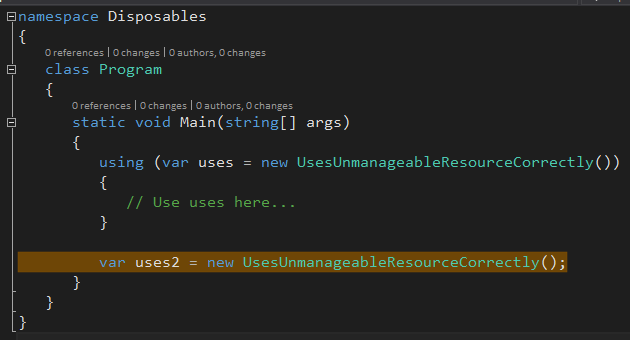 namespace Disposables
{
0 references | 0 changes | 0 authors, 0 changes
class Program
{
0 references | 0 changes | 0 authors, 0 changes
static void Main(string[] args)
{
using (var uses = new UsesUnmanageableResourceCorrectly())
{
// Use uses here...
}
var uses2 = new UsesUnmanageableResourceCorrectly();
}
}
}